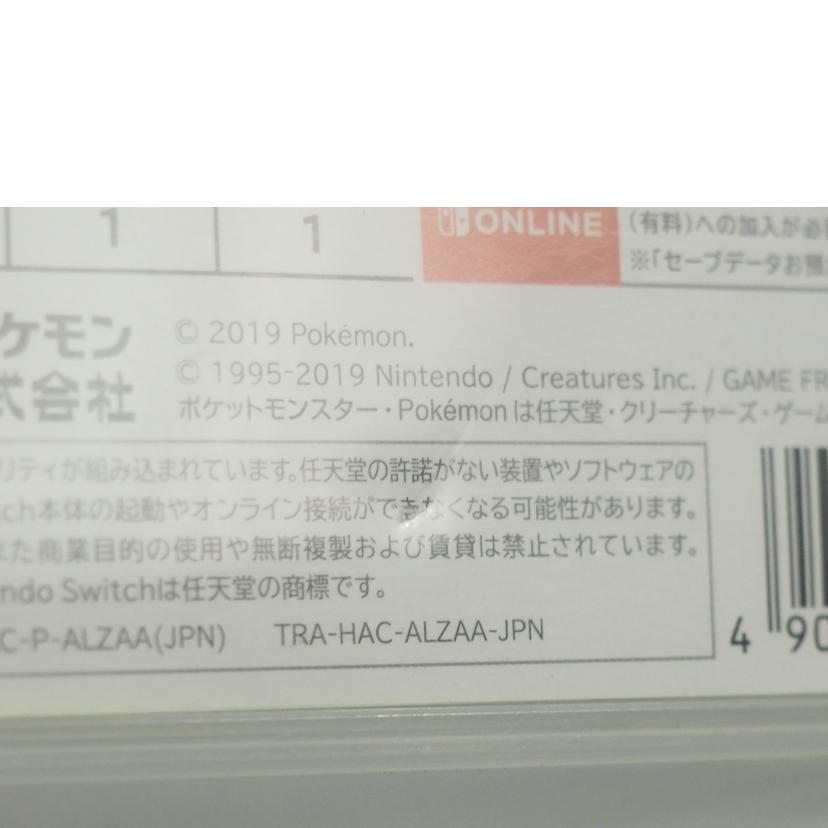 1 1
ONLINE
(有料)への加入が必
※「セーブデータお預
ケモン
式会社
© 2019 Pokémon.
© 1995-2019 Nintendo / Creatures Inc. / GAME FR
ポケットモンスター・Pokémonは任天堂・クリーチャーズ・ゲーム
リティが組み込まれています。任天堂の許諾がない装置やソフトウェアの
tch本体の起動やオンライン接続ができなくなる可能性があります。
また商業目的の使用や無断複製および賃貸は禁止されています。
ndo Switchは任天堂の商標です。
C-P-ALZAA(JPN) TRA-HAC-ALZAA-JPN
4 90